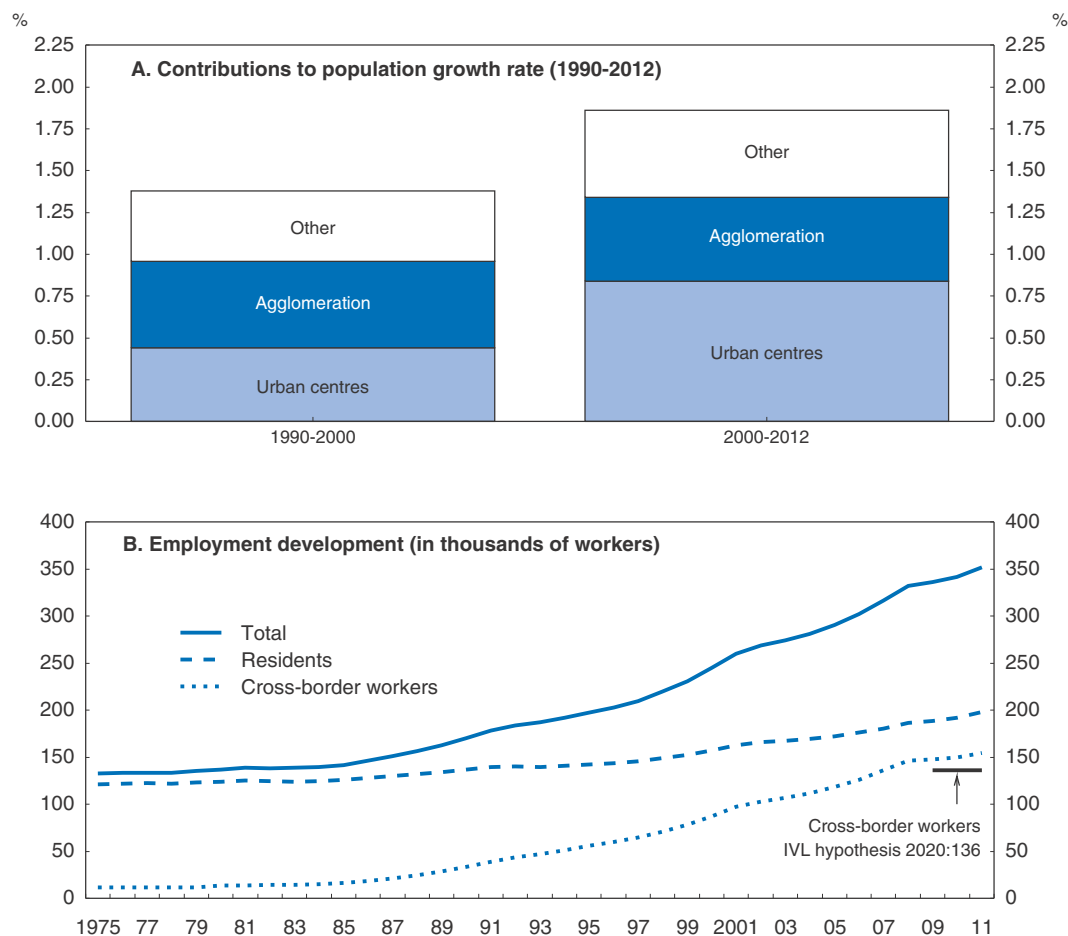 % %
2.25 2.25
A. Contributions to population growth rate (1990-2012)
2.00 2.00
1.75 1.75
Other
1.50 1.50
1.25 1.25
Agglomeration
Other
1.00 1.00
0.75 0.75
Agglomeration
0.50 0.50
Urban centres
0.25 0.25
Urban centres
0.00 0.00
1990-2000 2000-2012
400 400
B. Employment development (in thousands of workers)
350 350
300 300
Total
Residents
250 250
Cross-border workers
200 200
150 150
100 100
Cross-border workers
IVL hypothesis 2020:136
50 50
0 0
1975 77 79 81 83 85 87 89 91 93 95 97 99 2001 03 05 07 09 11